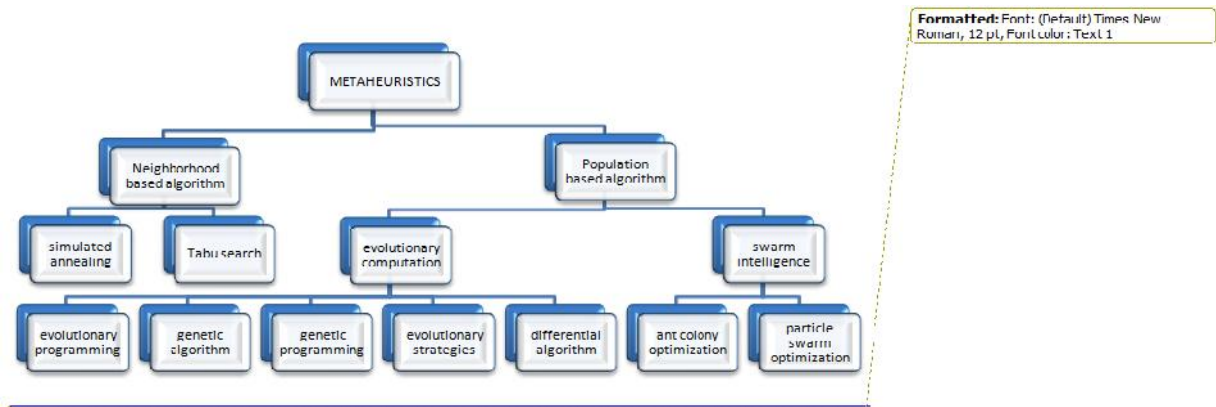 Formatted: Font: (Default) Times New
Roman, 12 pt, Font color: Text 1
METAHEURISTICS
Neighborhood
based algorithm
Population
based algorithm
simulated
annealing
Tabu search
evolutionary
computation
swarm
intelligence
evolutionary
programming
genetic
algorithm
genetic
programming
evolutionary
strategies
differential
algorithm
ant colony
optimization
particle
swarm
optimization